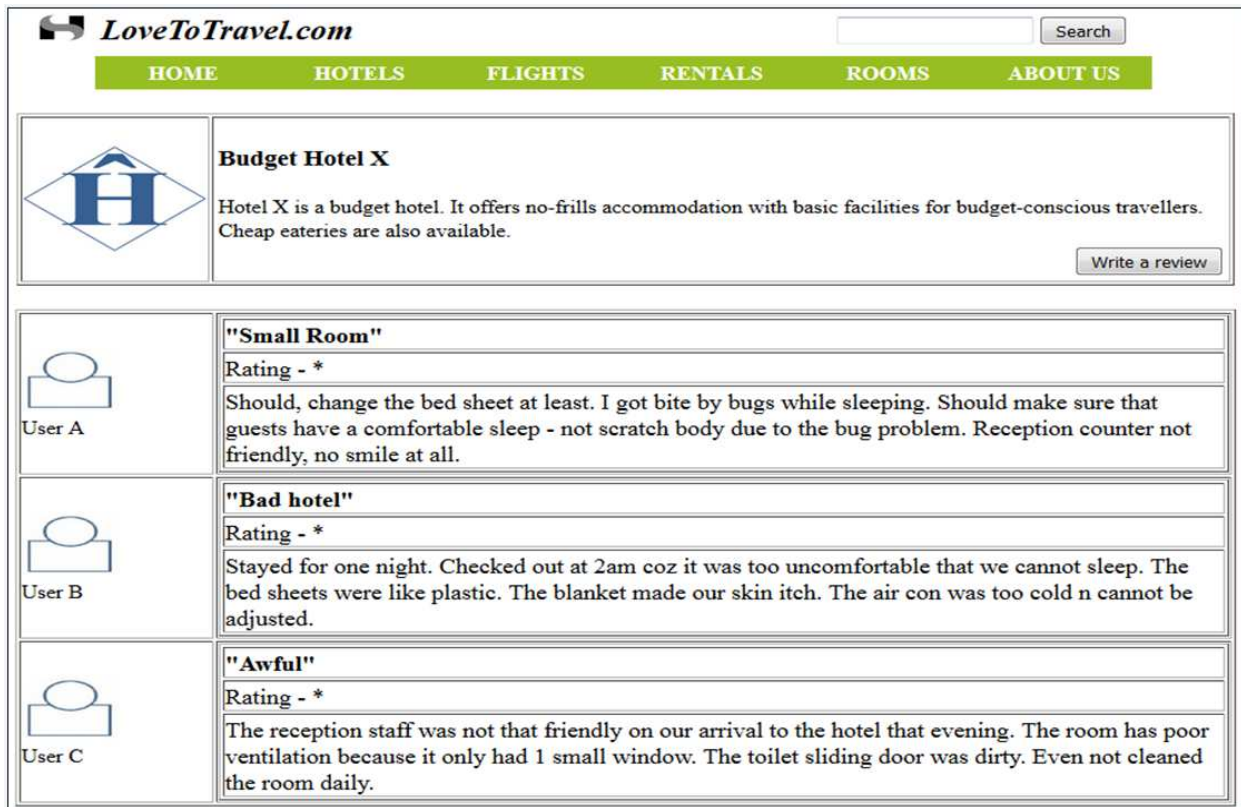 LoveToTravel.com
Search
HOME HOTELS FLIGHTS RENTALS ROOMS ABOUT US
Ĥ
Budget Hotel X
Hotel X is a budget hotel. It offers no-frills accommodation with basic facilities for budget-conscious travellers.
Cheap eateries are also available.
Write a review
"Small Room"
Rating - *
Should, change the bed sheet at least. I got bite by bugs while sleeping. Should make sure that
guests have a comfortable sleep - not scratch body due to the bug problem. Reception counter not
friendly, no smile at all.
User A
"Bad hotel"
Rating - *
Stayed for one night. Checked out at 2am coz it was too uncomfortable that we cannot sleep. The
bed sheets were like plastic. The blanket made our skin itch. The air con was too cold n cannot be
adjusted.
User B
"Awful"
Rating - *
The reception staff was not that friendly on our arrival to the hotel that evening. The room has poor
ventilation because it only had 1 small window. The toilet sliding door was dirty. Even not cleaned
the room daily.
User C